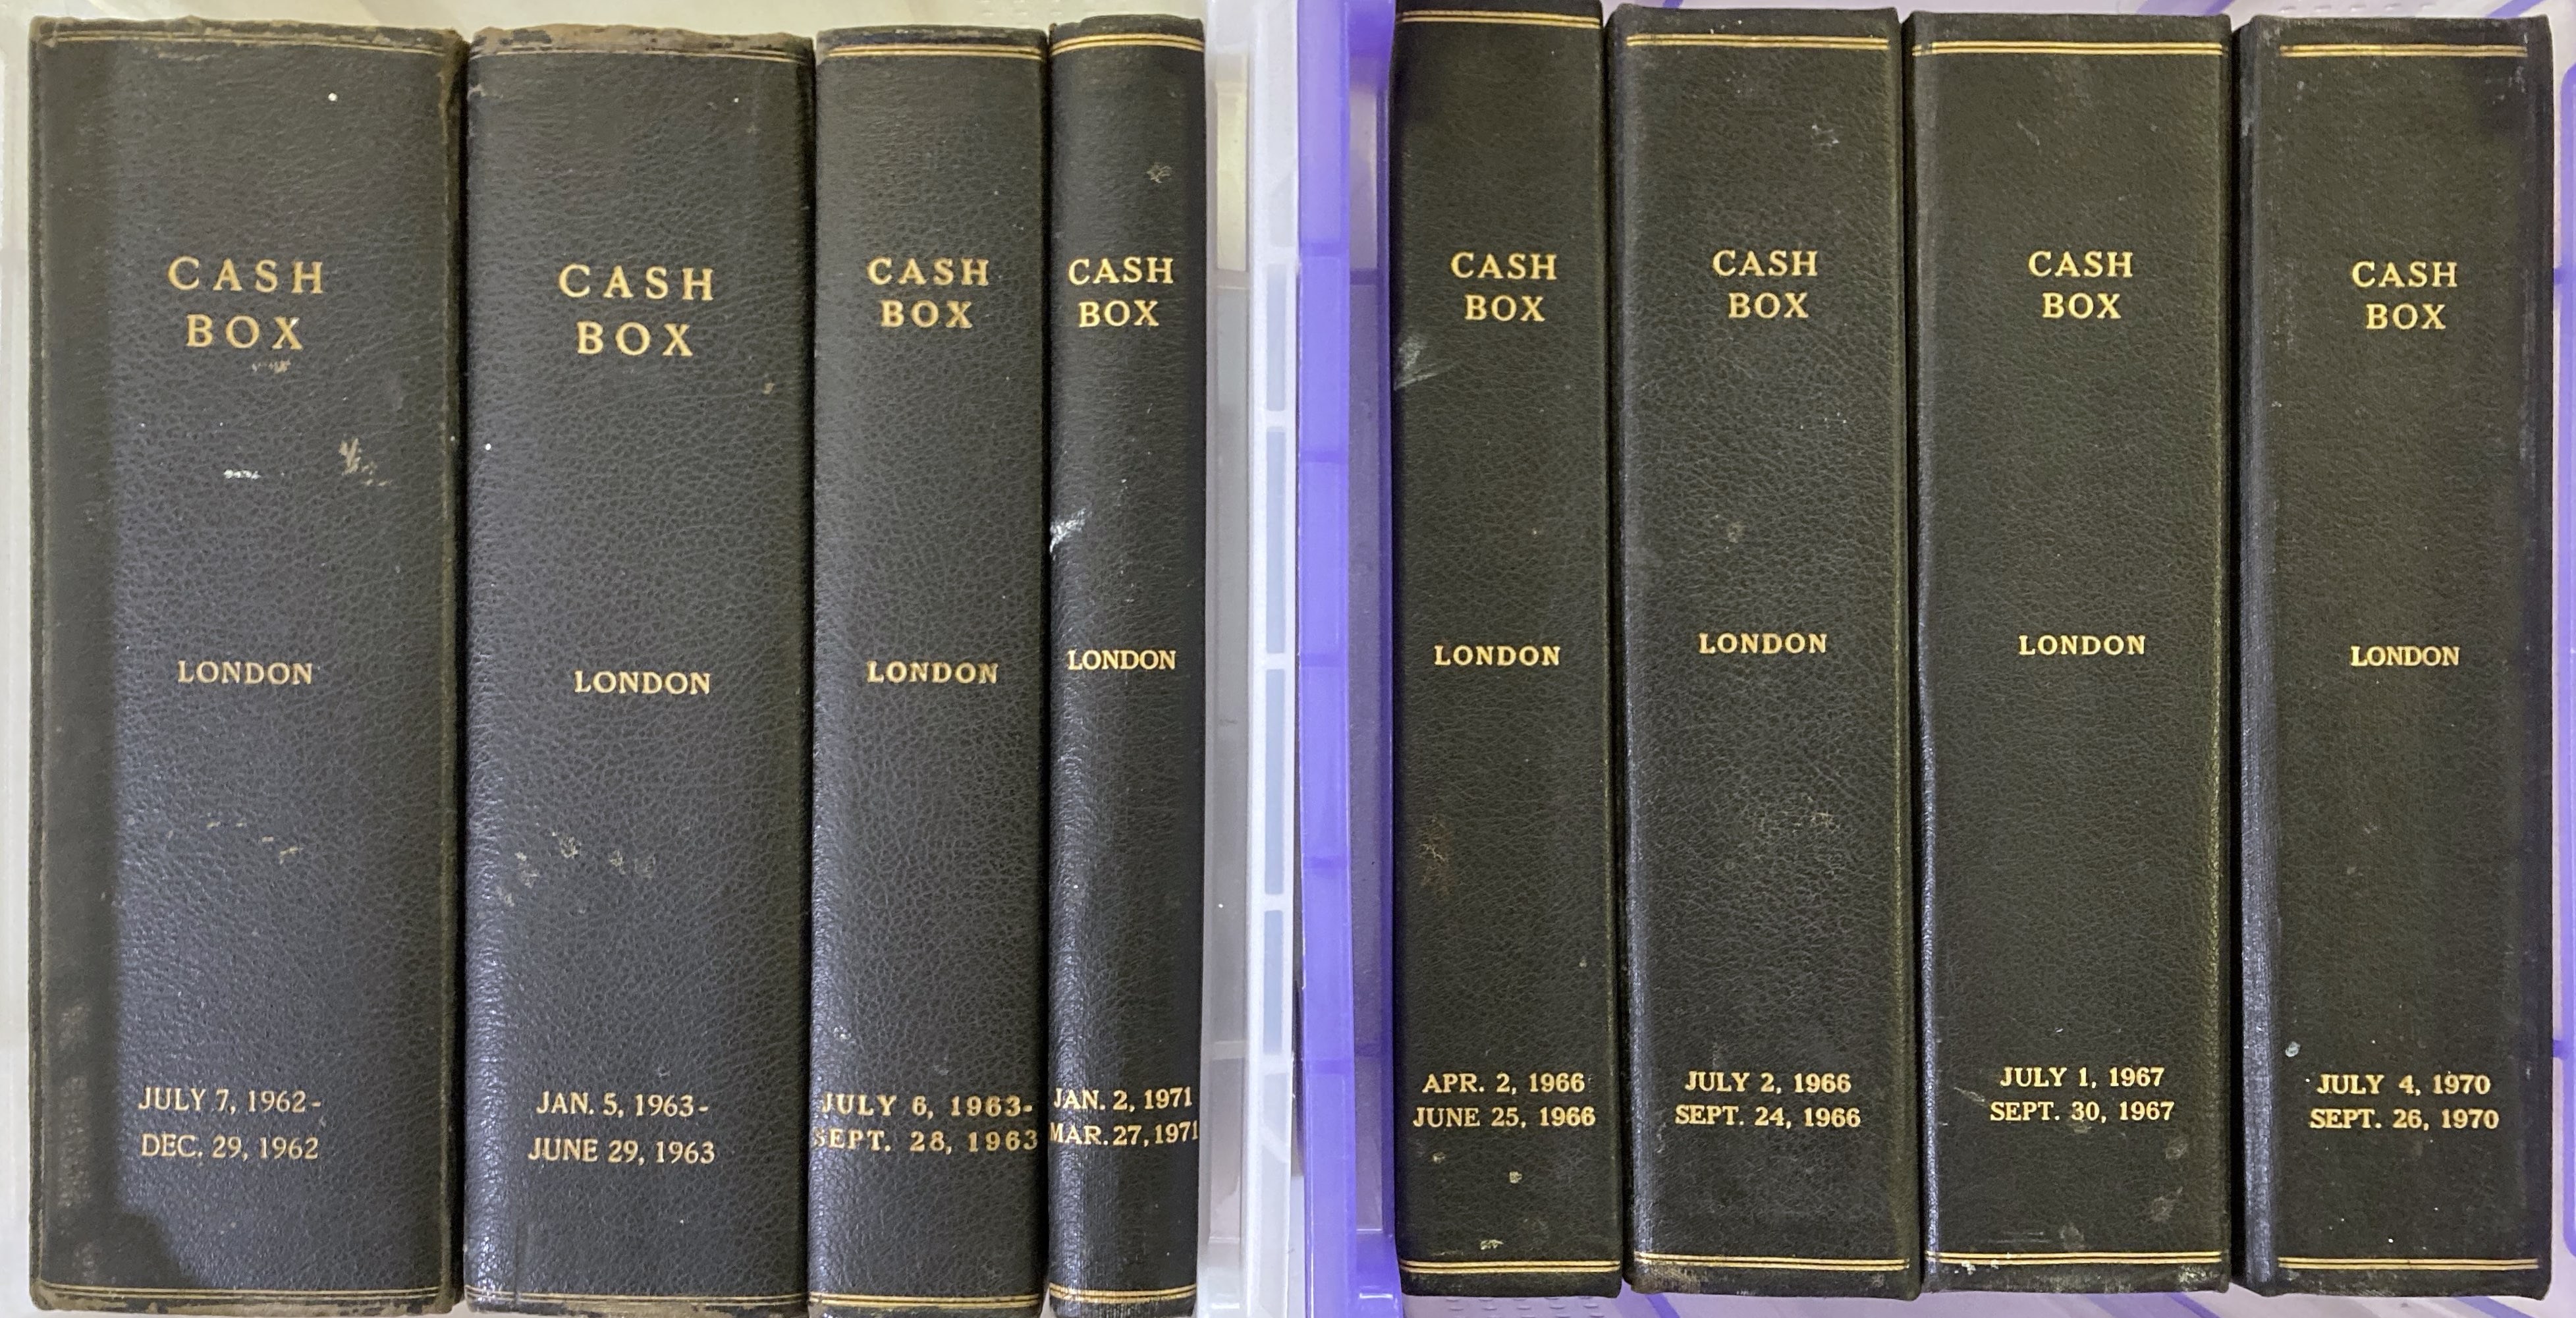 CASH
BOX
LONDON
JULY 7, 1962-
DEC. 29, 1962
CASH
BOX
LONDON
JAN. 5, 1963-
JUNE 29, 1963
CASH
BOX
LONDON
JULY 6, 1963-
SEPT. 28, 1963
CASH
BOX
LONDON
JAN. 2, 1971
MAR. 27, 1971
CASH
BOX
LONDON
APR. 2, 1966
JUNE 25, 1966
CASH
BOX
LONDON
JULY 2, 1966
SEPT. 24, 1966
CASH
BOX
LONDON
JULY 1, 1967
SEPT. 30, 1967
CASH
BOX
LONDON
JULY 4, 1970
SEPT. 26, 1970